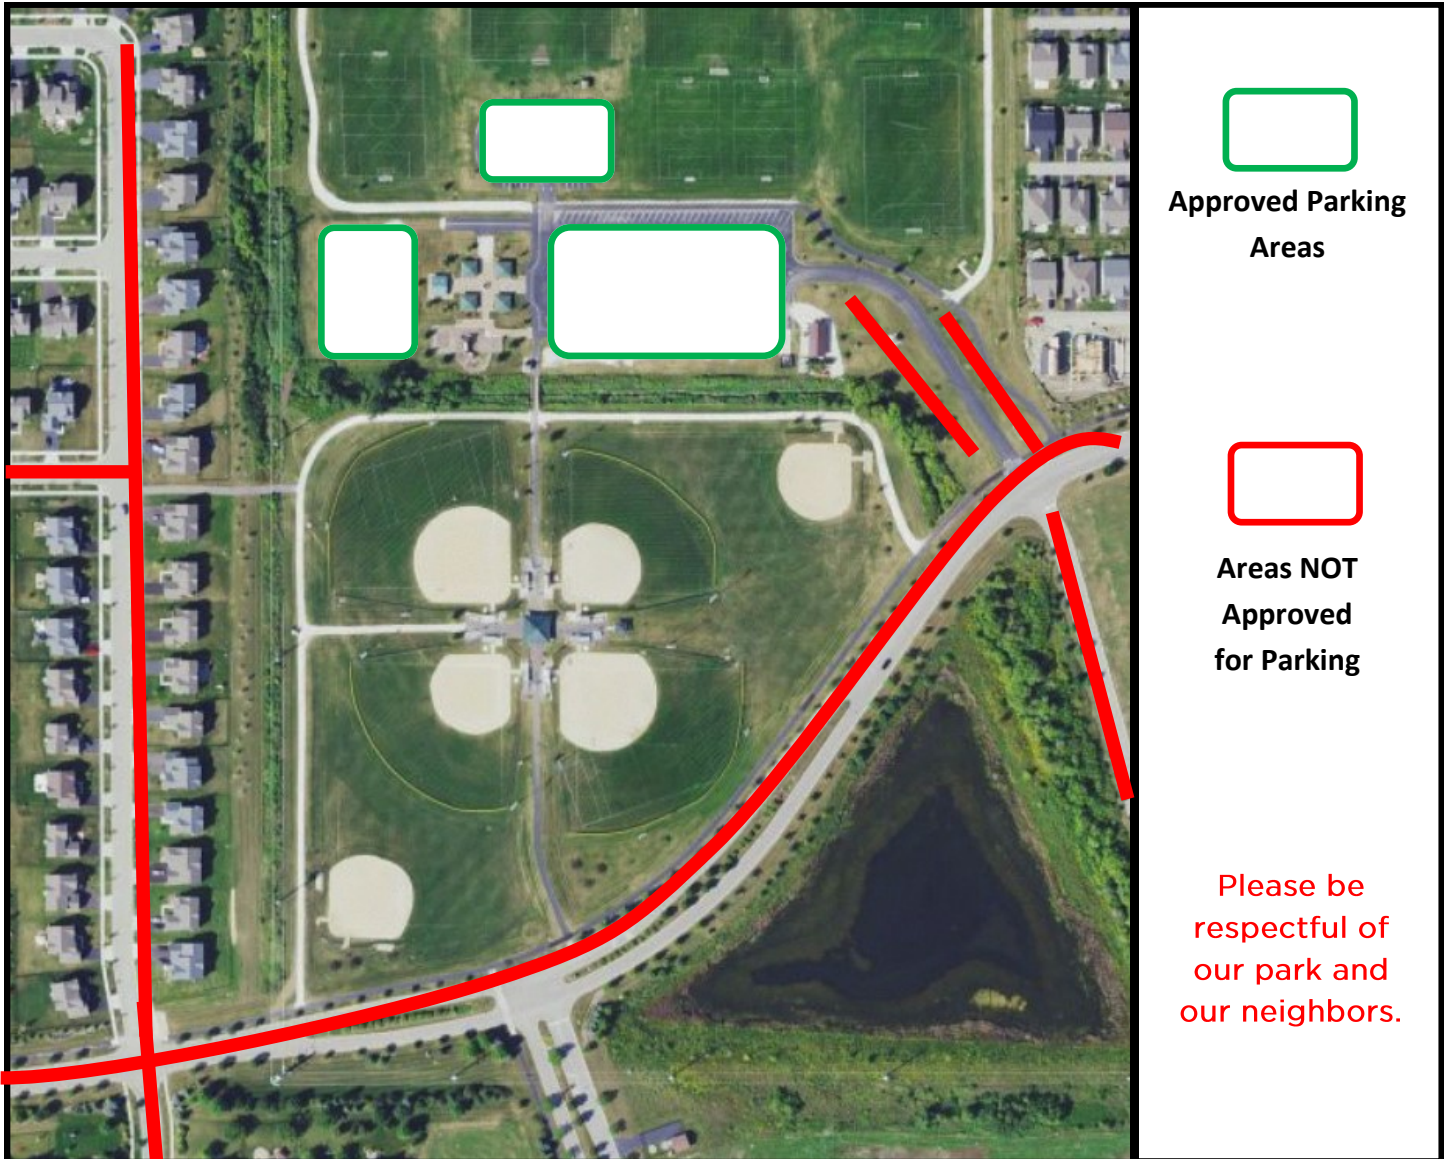 Approved Parking
Areas
Areas NOT
Approved
for Parking
Please be
respectful of
our park and
our neighbors.